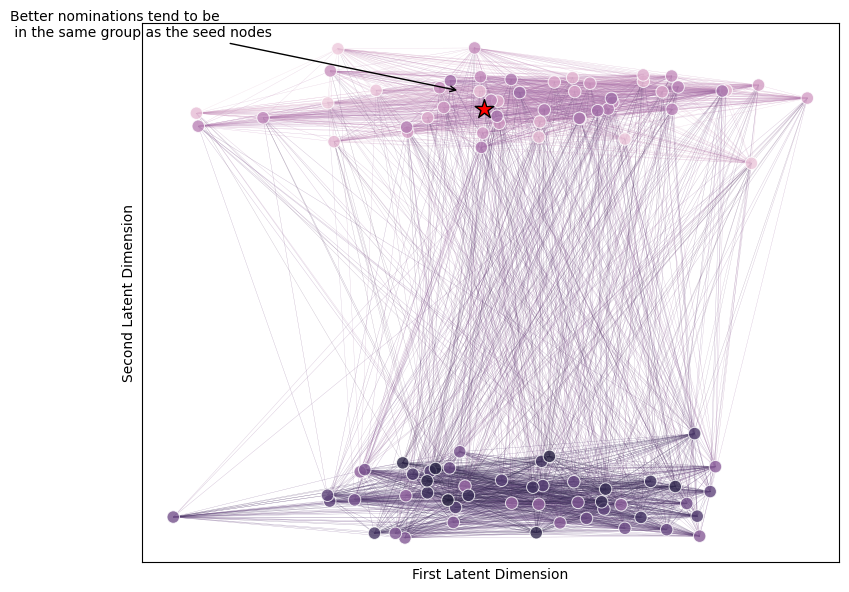 Better nominations tend to be
in the same group as the seed nodes
Second Latent Dimension
First Latent Dimension